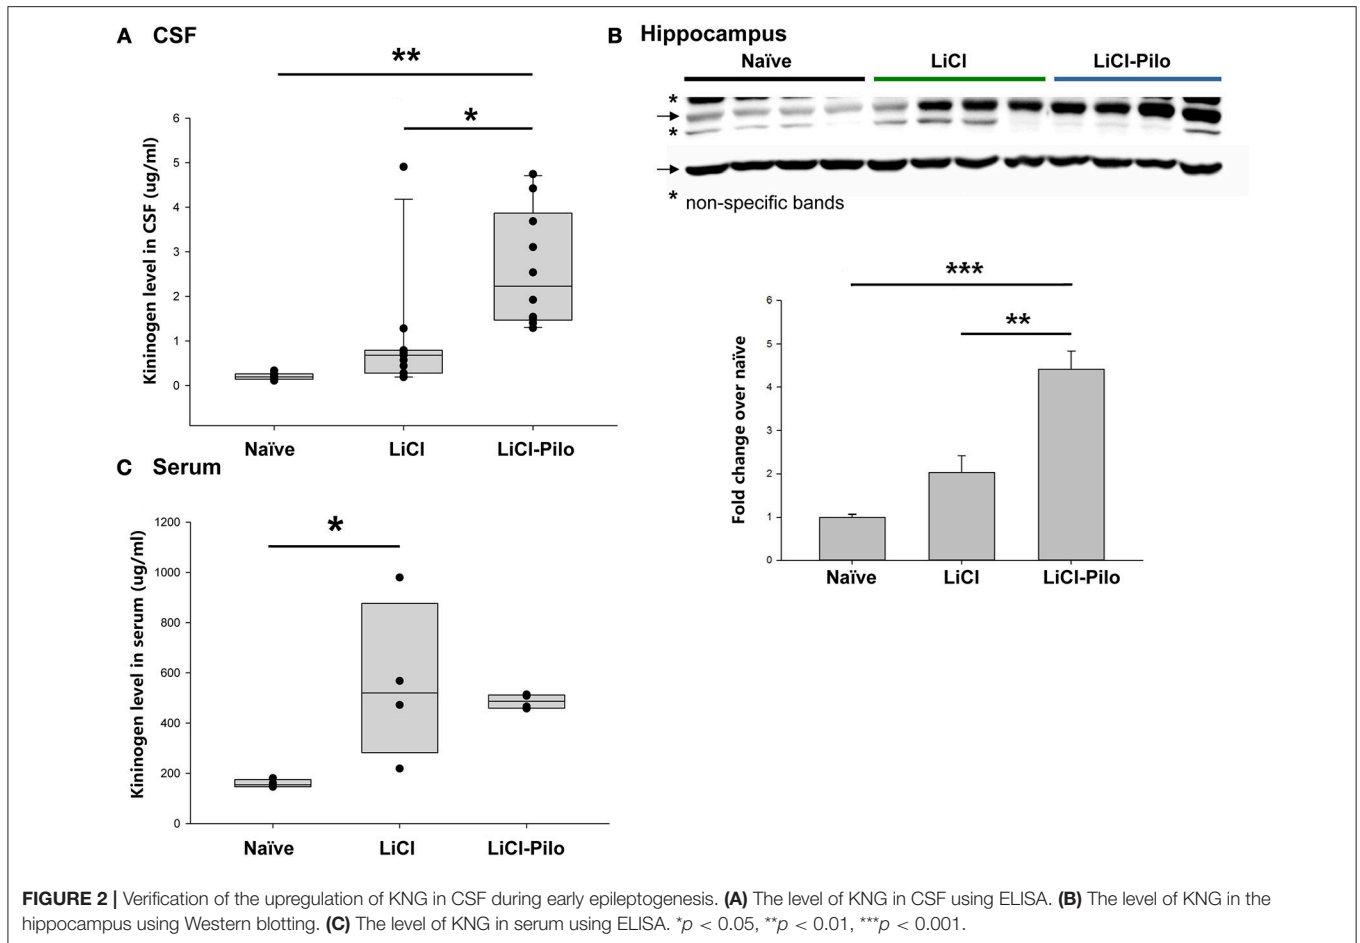 A CSF
**
*
6
5
4
3
2
1
0
Kininogen level in CSF (ug/ml)
Naïve LiCl LiCl-Pilo
B Hippocampus
Naïve LiCl LiCl-Pilo
*
*
* non-specific bands
***
**
6
5
4
3
2
1
0
Fold change over naïve
Naïve LiCl LiCl-Pilo
C Serum
*
1200
1000
800
600
400
200
0
Kininogen level in serum (ug/ml)
Naïve LiCl LiCl-Pilo
FIGURE 2 | Verification of the upregulation of KNG in CSF during early epileptogenesis. (A) The level of KNG in CSF using ELISA. (B) The level of KNG in the
hippocampus using Western blotting. (C) The level of KNG in serum using ELISA. *p < 0.05, **p < 0.01, ***p < 0.001.